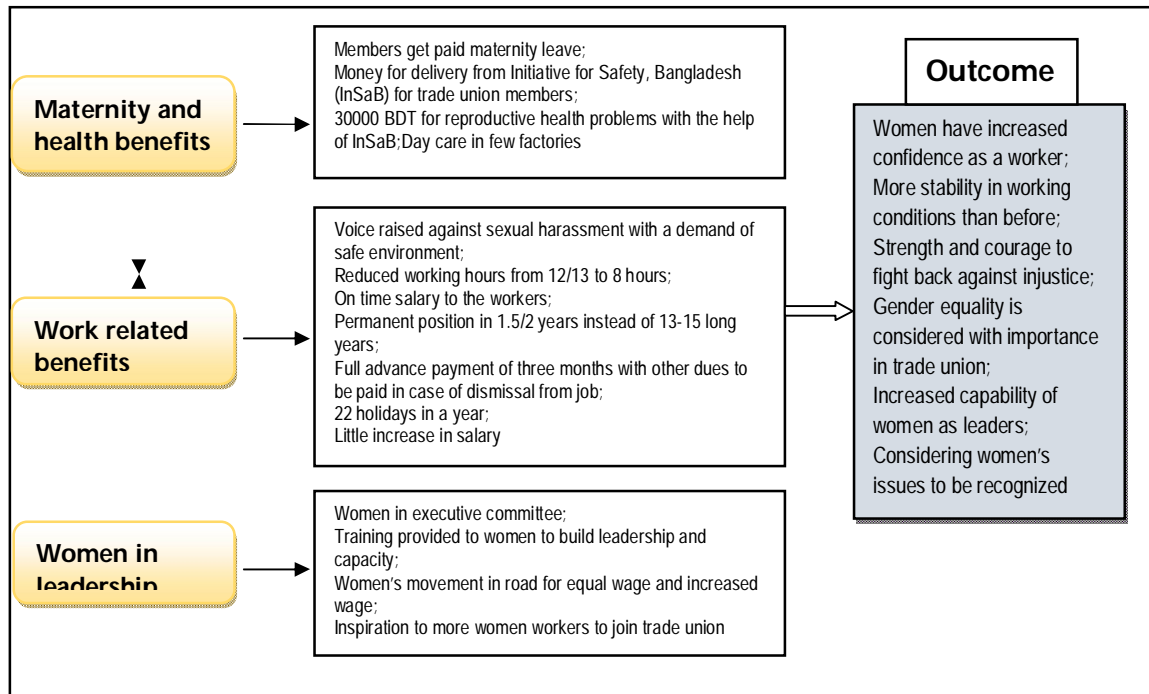 Maternity and
health benefits
Members get paid maternity leave;
Money for delivery from Initiative for Safety, Bangladesh
(InSaB) for trade union members;
30000 BDT for reproductive health problems with the help
of InSaB;Day care in few factories
Work related
benefits
Voice raised against sexual harassment with a demand of
safe environment;
Reduced working hours from 12/13 to 8 hours;
On time salary to the workers;
Permanent position in 1.5/2 years instead of 13-15 long
years;
Full advance payment of three months with other dues to
be paid in case of dismissal from job;
22 holidays in a year;
Little increase in salary
Women in
leadership
Women in executive committee;
Training provided to women to build leadership and
capacity;
Women's movement in road for equal wage and increased
wage;
Inspiration to more women workers to join trade union
Outcome
Women have increased
confidence as a worker;
More stability in working
conditions than before;
Strength and courage to
fight back against injustice;
Gender equality is
considered with importance
in trade union;
Increased capability of
women as leaders;
Considering women's
issues to be recognized